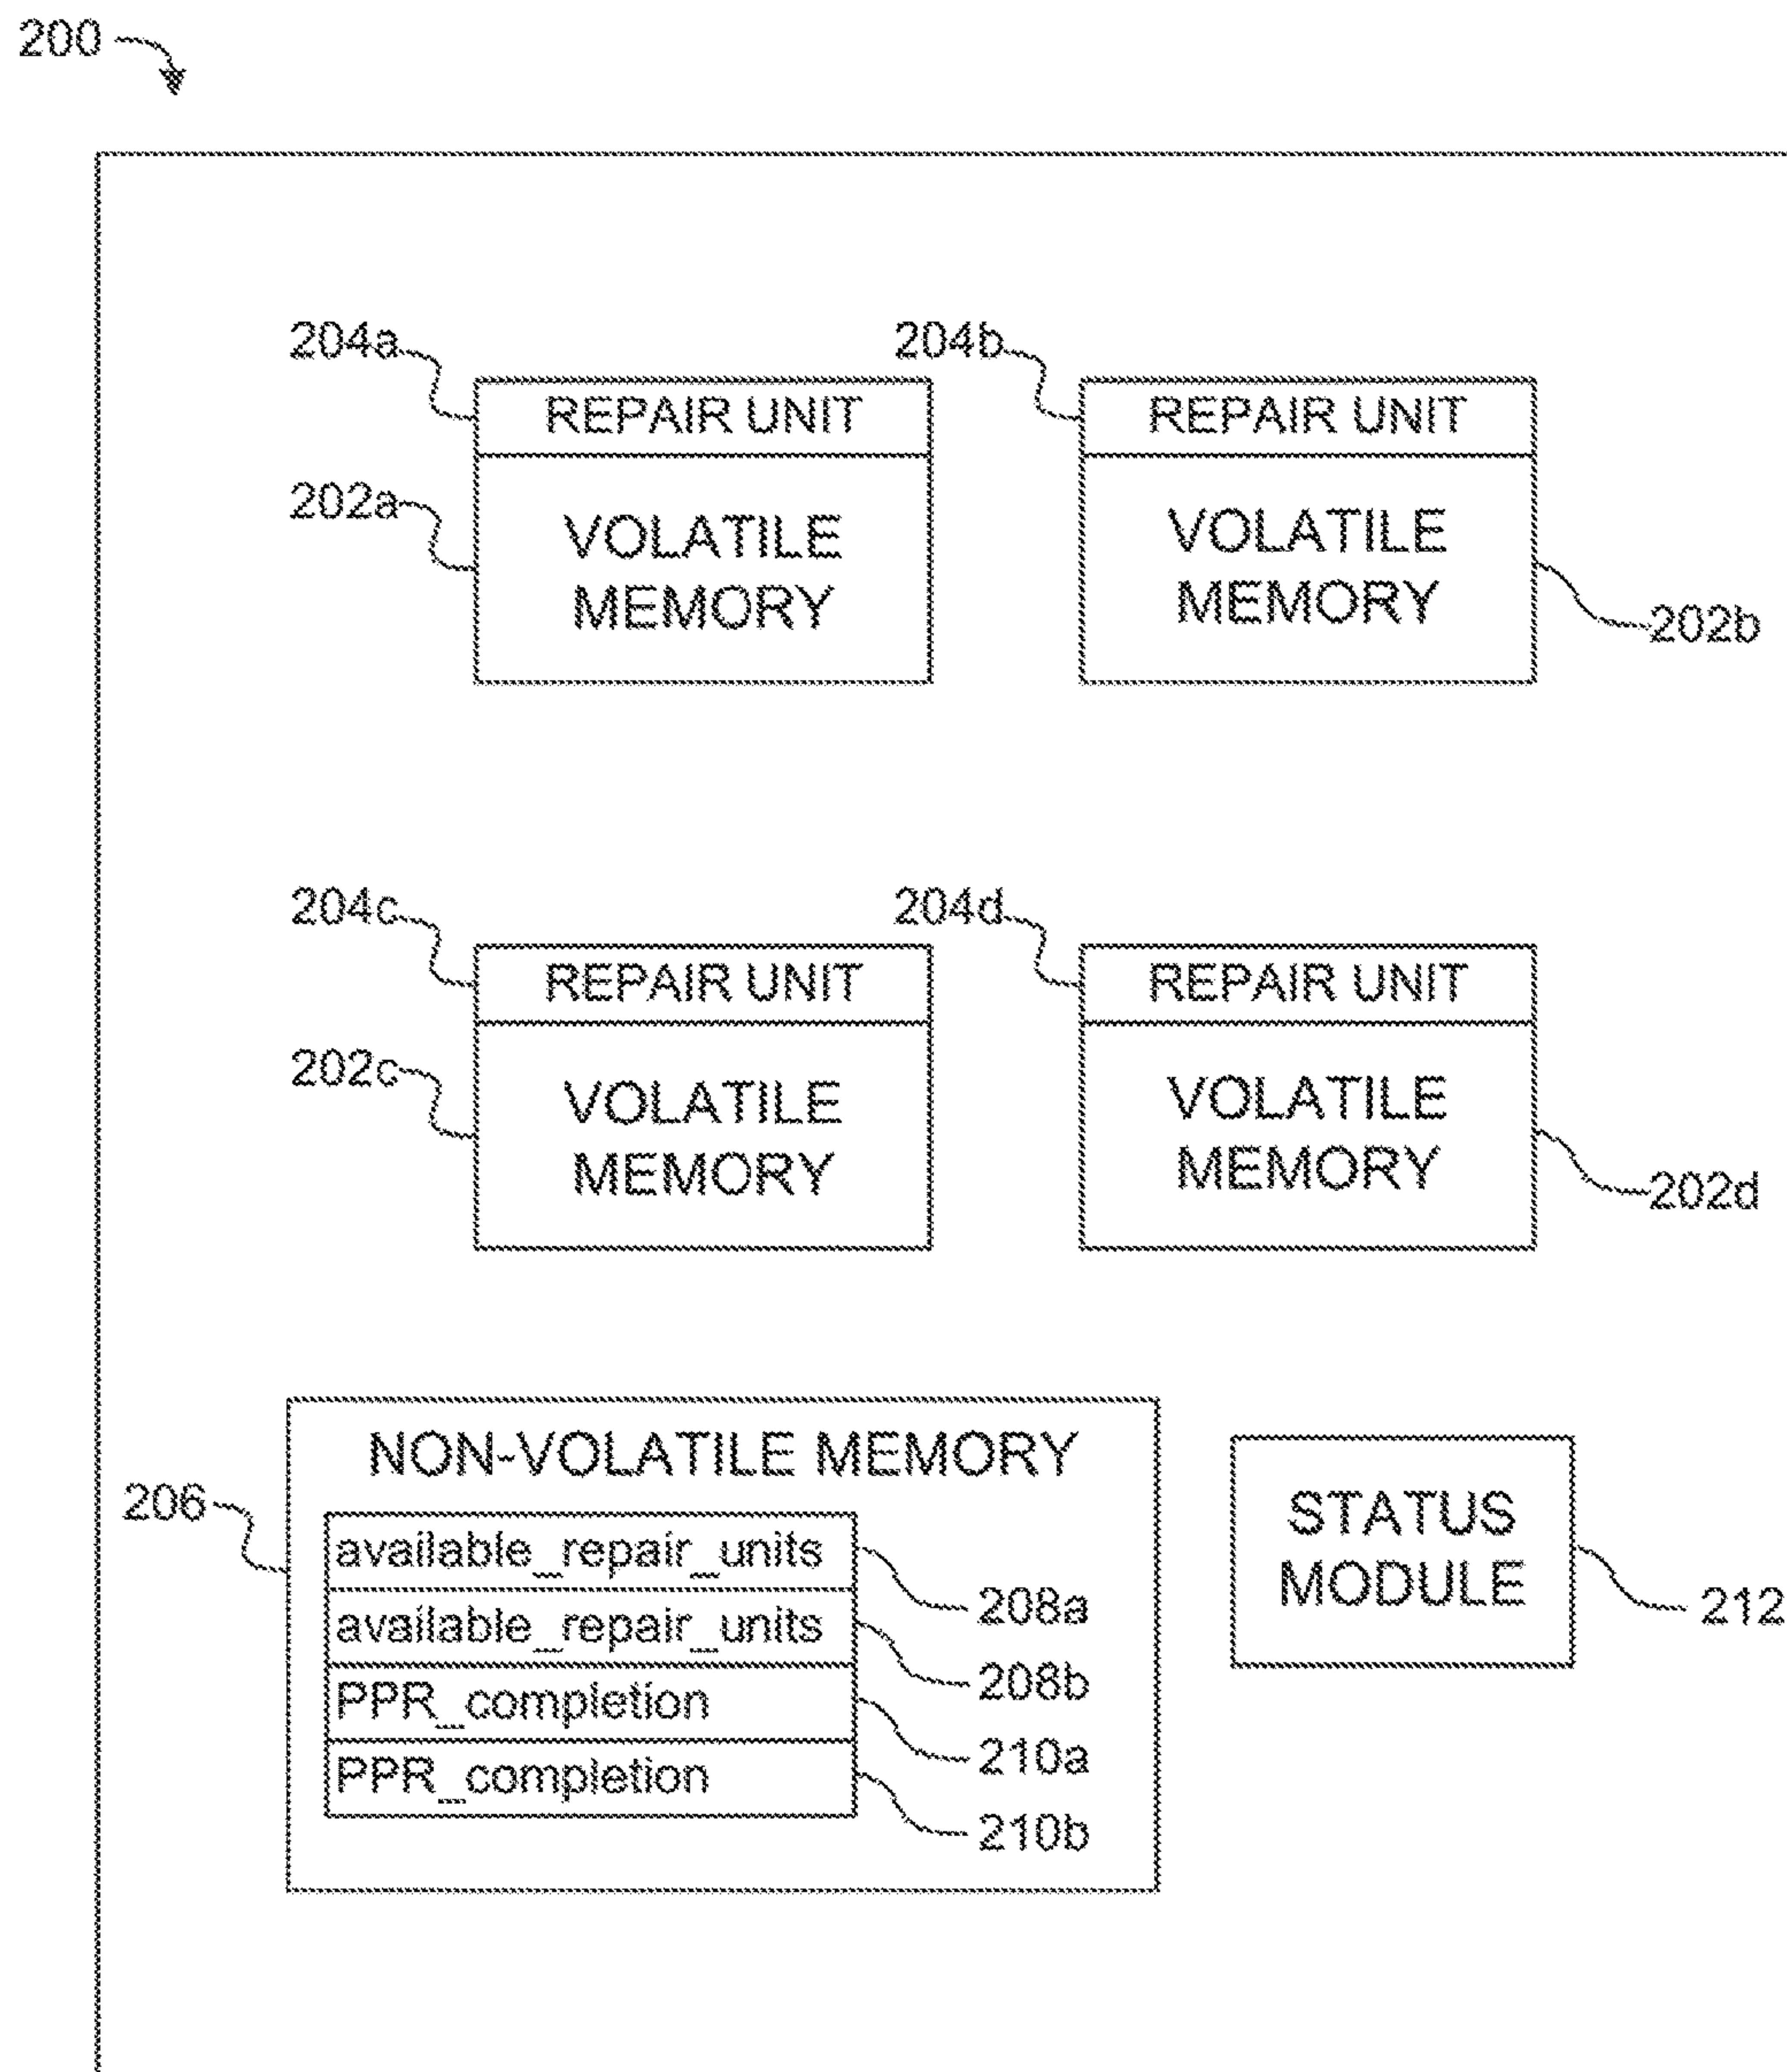 200
204a
204b
REPAIR UNIT
REPAIR UNIT
202a
VOLATILE
MEMORY
VOLATILE
MEMORY
202b
204c
204d
REPAIR UNIT
REPAIR UNIT
202c
VOLATILE
MEMORY
VOLATILE
MEMORY
202d
NON-VOLATILE MEMORY
206
available_repair_units
208a
available_repair_units
208b
PPR_completion
210a
PPR_completion
210b
STATUS
MODULE
212